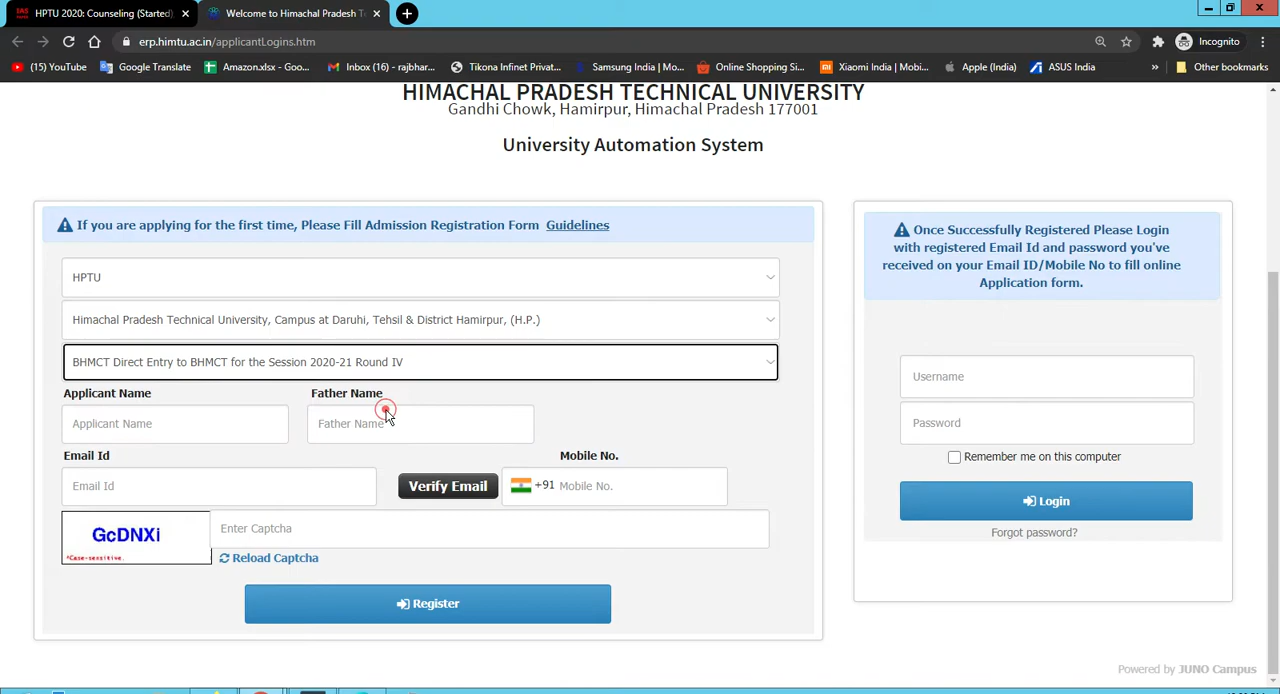 HPTU 2020: Counseling (Started)
Welcome to Himachal Pradesh Te
erp.himtu.ac.in/applicantLogins.htm
Incognito
(15) YouTube
Google Translate
Amazon.xlsx - Goo...
Inbox (16) - rajbhar...
Tikona Infinet Privat...
Samsung India | Mo...
Online Shopping Si...
Xiaomi India | Mobi...
Apple (India)
ASUS India
»
Other bookmarks
HIMACHAL PRADESH TECHNICAL UNIVERSITY
Gandhi Chowk, Hamirpur, Himachal Pradesh 177001
University Automation System
If you are applying for the first time, Please Fill Admission Registration Form Guidelines
HPTU
Himachal Pradesh Technical University, Campus at Daruhi, Tehsil & District Hamirpur, (H.P.)
BHMCT Direct Entry to BHMCT for the Session 2020-21 Round IV
Applicant Name
Father Name
Applicant Name
Father Name
Email Id
Mobile No.
Email Id
Verify Email
+91 Mobile No.
GcDNXi
*Case-sensitive.
Enter Captcha
Reload Captcha
Register
Once Successfully Registered Please Login
with registered Email Id and password you've
received on your Email ID/Mobile No to fill online
Application form.
Username
Password
Remember me on this computer
Login
Forgot password?
Powered by JUNO Campus